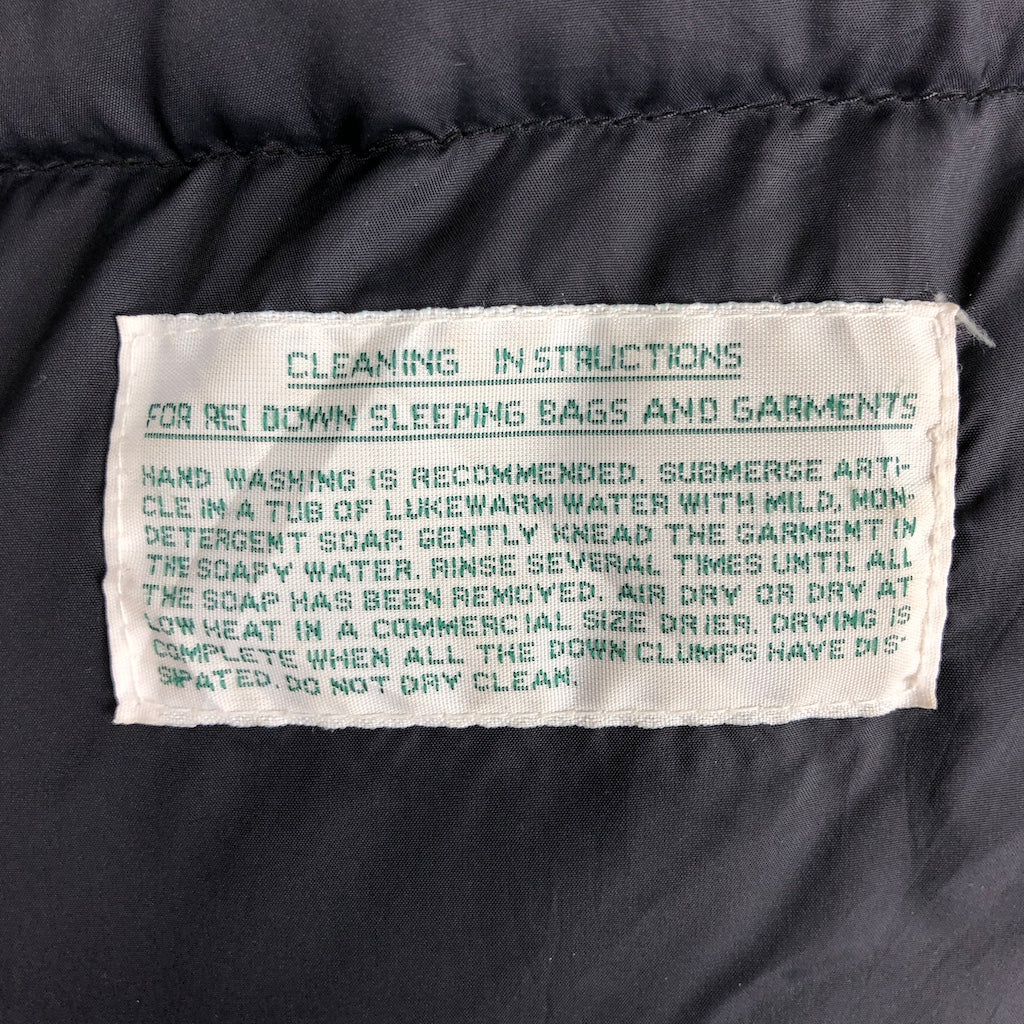 CLEANING INSTRUCTIONS
FOR REI DOWN SLEEPING BAGS AND GARMENTS
HAND WASHING IS RECOMMENDED. SUBMERGE ARTI-
CLE IN A TUB OF LUKEWARM WATER WITH MILD, NON-
DETERGENT SOAP. GENTLY KNEAD THE GARMENT IN
THE SOAPY WATER. RINSE SEVERAL TIMES UNTIL ALL
THE SOAP HAS BEEN REMOVED. AIR DRY OR DRY AT
LOW HEAT IN A COMMERCIAL SIZE DRIER. DRYING IS
COMPLETE WHEN ALL THE DOWN CLUMPS HAVE DIS-
SIPATED. DO NOT DRY CLEAN.